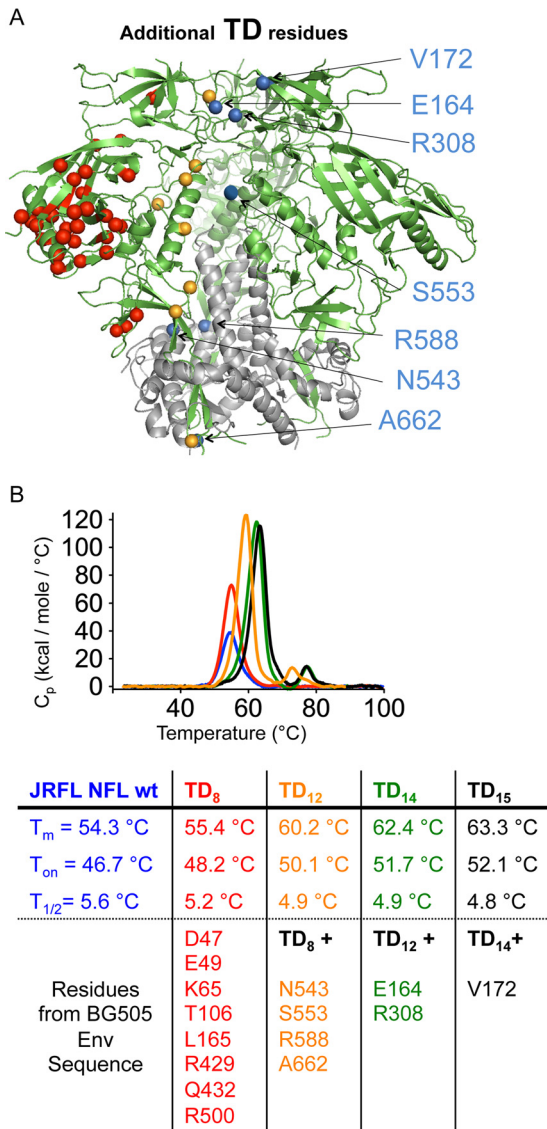 A
Additional TD residues
V172
E164
R308
S553
R588
N543
A662
B
120
100
80
60
40
20
0
Cp (kcal / mole / °C)
40 60 80 100
Temperature (°C)
JRFL NFL wt TD8 TD12 TD14 TD15
Tm = 54.3 °C 55.4 °C 60.2 °C 62.4 °C 63.3 °C
Ton = 46.7 °C 48.2 °C 50.1 °C 51.7 °C 52.1 °C
T1/2= 5.6 °C 5.2 °C 4.9 °C 4.9 °C 4.8 °C
D47 TD8 + TD12 + TD14+
E49
Residues K65 N543 E164 V172
from BG505 T106 S553 R308
Env L165 R588
Sequence R429 A662
Q432
R500